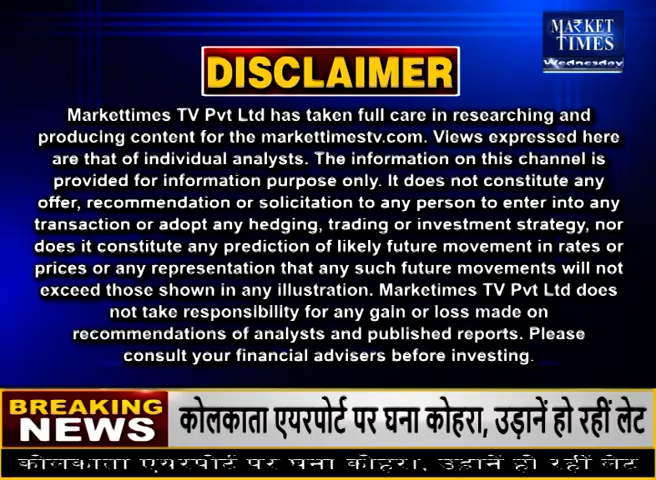 MARKET
TIMES
Wednesday
DISCLAIMER
Markettimes TV Pvt Ltd has taken full care in researching and
producing content for the markettimestv.com. Views expressed here
are that of individual analysts. The information on this channel is
provided for information purpose only. It does not constitute any
offer, recommendation or solicitation to any person to enter into any
transaction or adopt any hedging, trading or investment strategy, nor
does it constitute any prediction of likely future movement in rates or
prices or any representation that any such future movements will not
exceed those shown in any illustration. Marketimes TV Pvt Ltd does
not take responsibility for any gain or loss made on
recommendations of analysts and published reports. Please
consult your financial advisers before investing.
BREAKING
NEWS
कोलकाता एयरपोर्ट पर घना कोहरा, उड़ानें हो रहीं लेट
कोलकाता एयरपोर्ट पर घना कोहरा, उड़ानें हो रहीं लेट